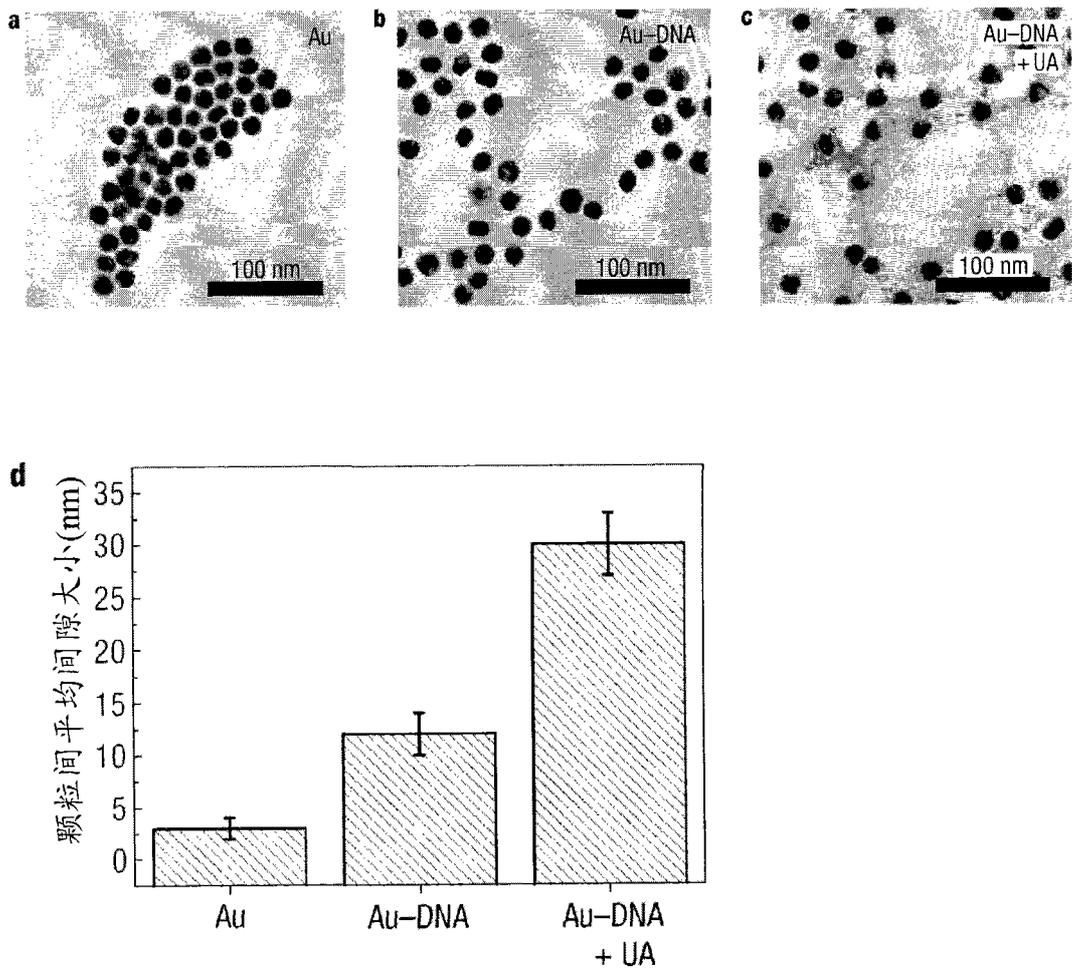 a
Au
100 nm
b
Au–DNA
100 nm
c
Au–DNA
+ UA
100 nm
d
颗粒间平均间隙大小(nm)
35
30
25
20
15
10
5
0
Au
Au–DNA
Au–DNA
+ UA